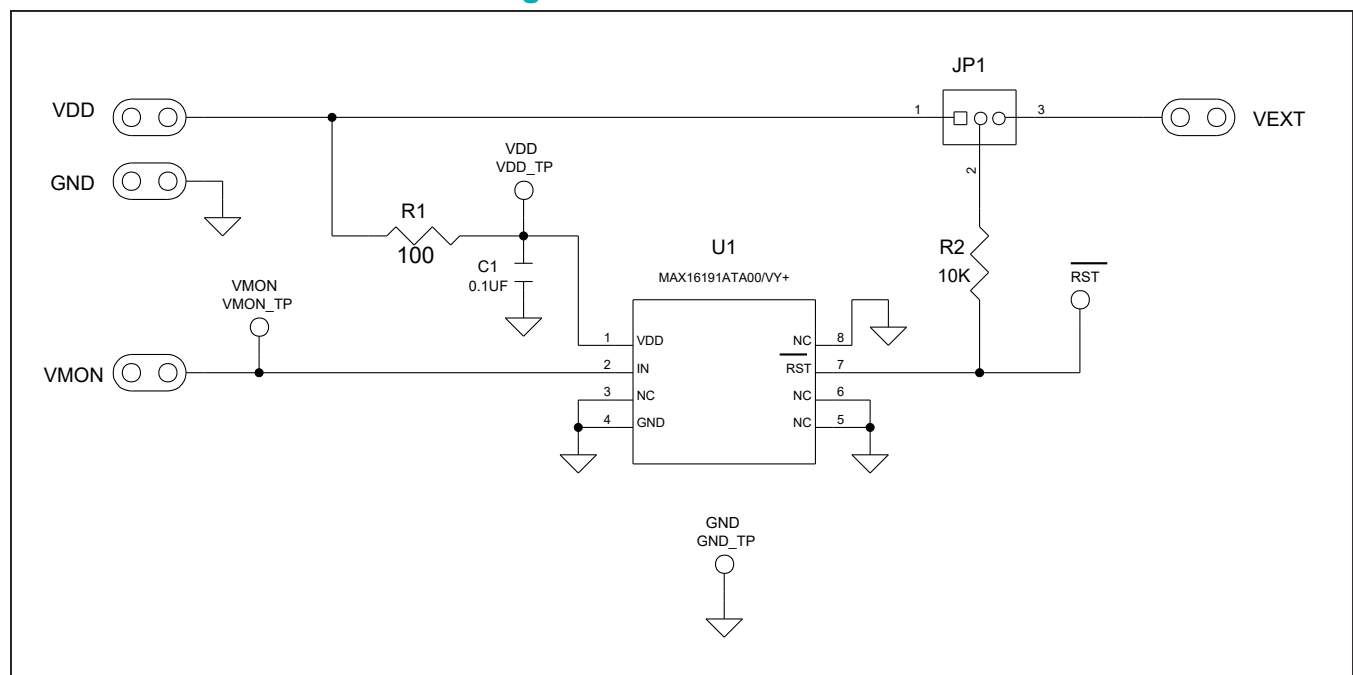 JP1
VDD
1
3
VEXT
GND
VDD
VDD_TP
2
R1
100
C1
0.1UF
U1
MAX16191ATA00/VY+
R2
10K
RST
VMON
VMON_TP
VMON
1
VDD
2
IN
3
NC
4
GND
NC
8
RST
7
NC
6
NC
5
GND
GND_TP